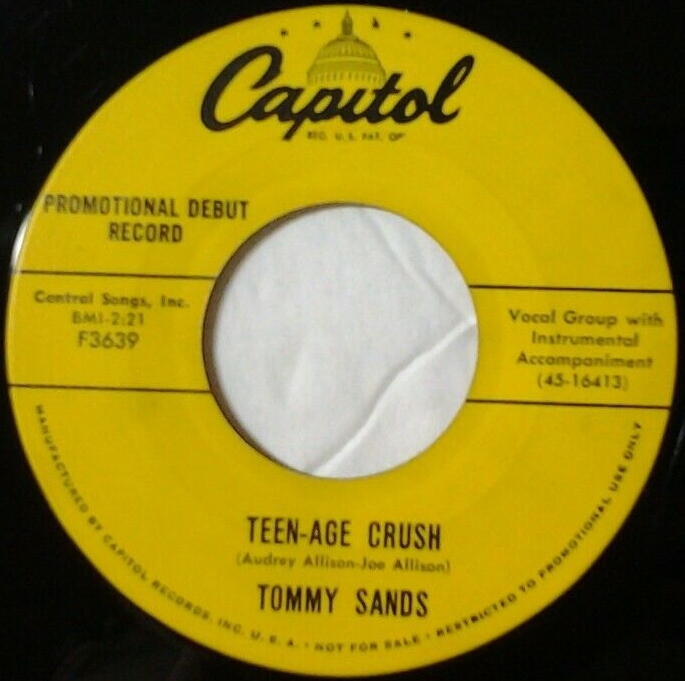 Capitol
REG. U.S. PAT. OFF
PROMOTIONAL DEBUT
RECORD
Central Songs, Inc.
BMI-2:21
F3639
Vocal Group with
Instrumental
Accompaniment
(45-16413)
TEEN-AGE CRUSH
(Audrey Allison-Joe Allison)
TOMMY SANDS
MANUFACTURED BY CAPITOL RECORDS, INC. U.S.A. • NOT FOR SALE • RESTRICTED TO PROMOTIONAL USE ONLY